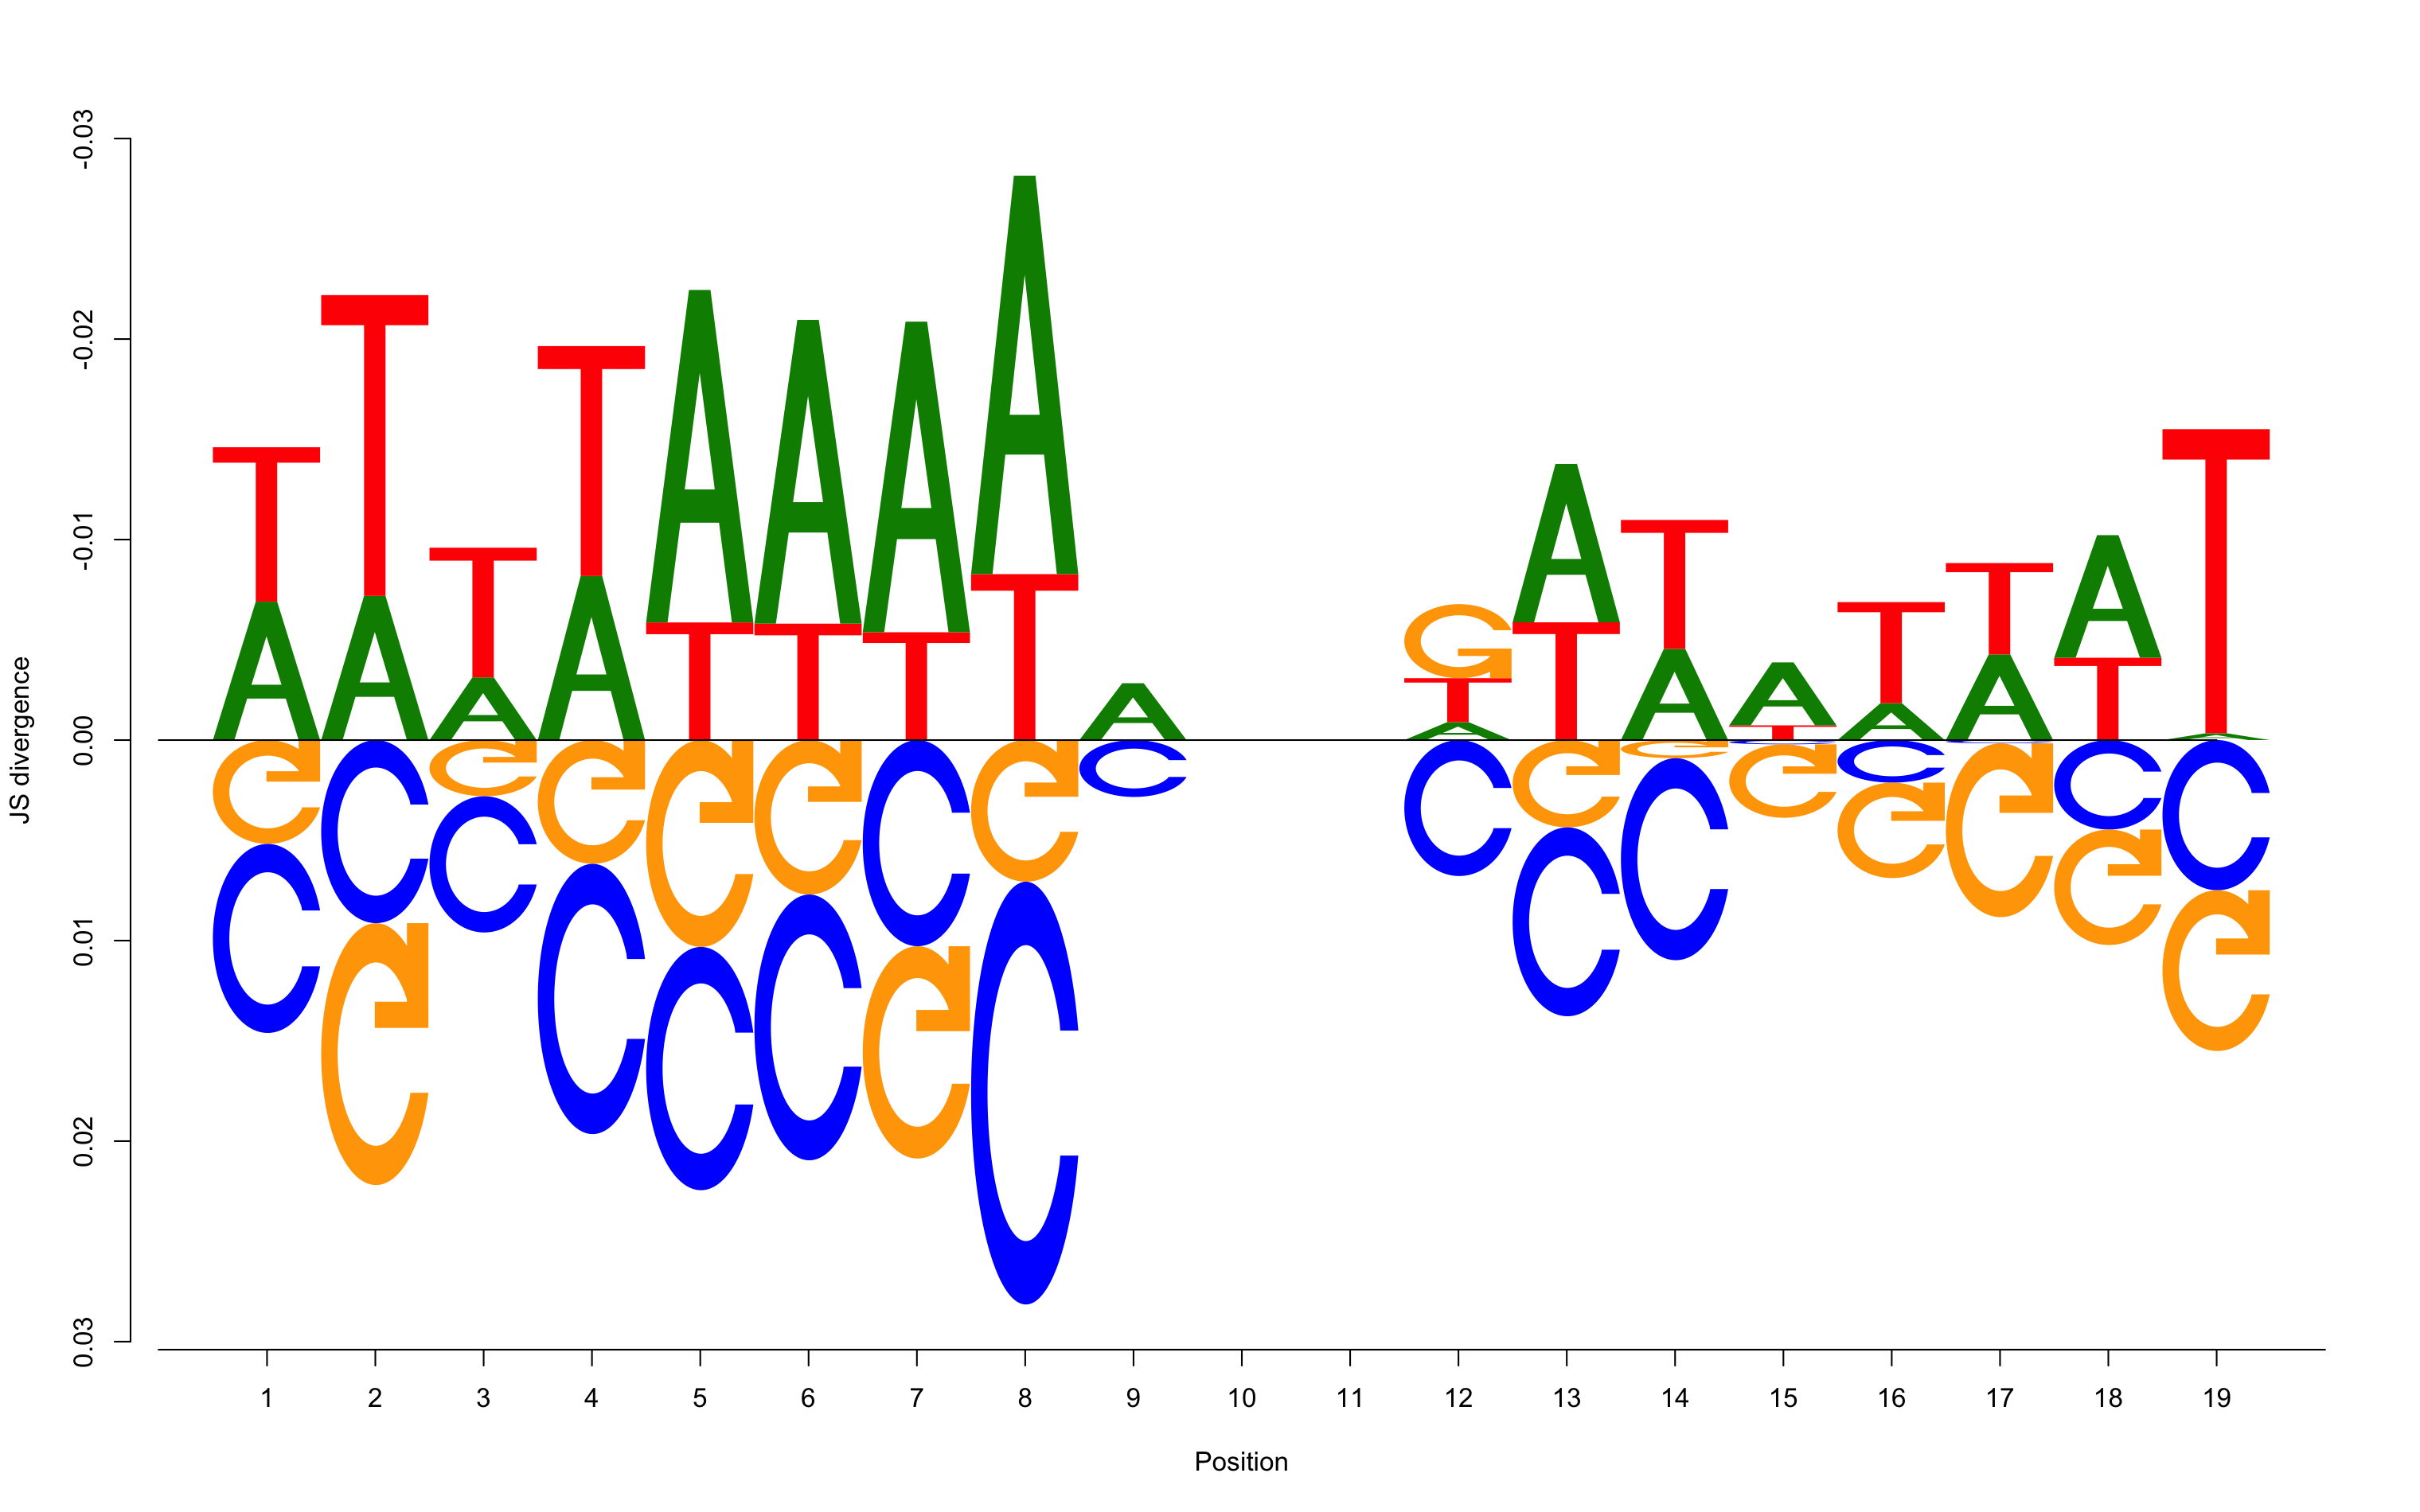 -0.03
-0.02
-0.01
0.00
0.01
0.02
0.03
JS divergence
T T T T A A A A A G A T A T T A T
A A A A T T T T T T A T A A T A
A
G C G G G G C G C C G G C C C C C
C G C C C C G C C C G G G G G
1 2 3 4 5 6 7 8 9 10 11 12 13 14 15 16 17 18 19
Position